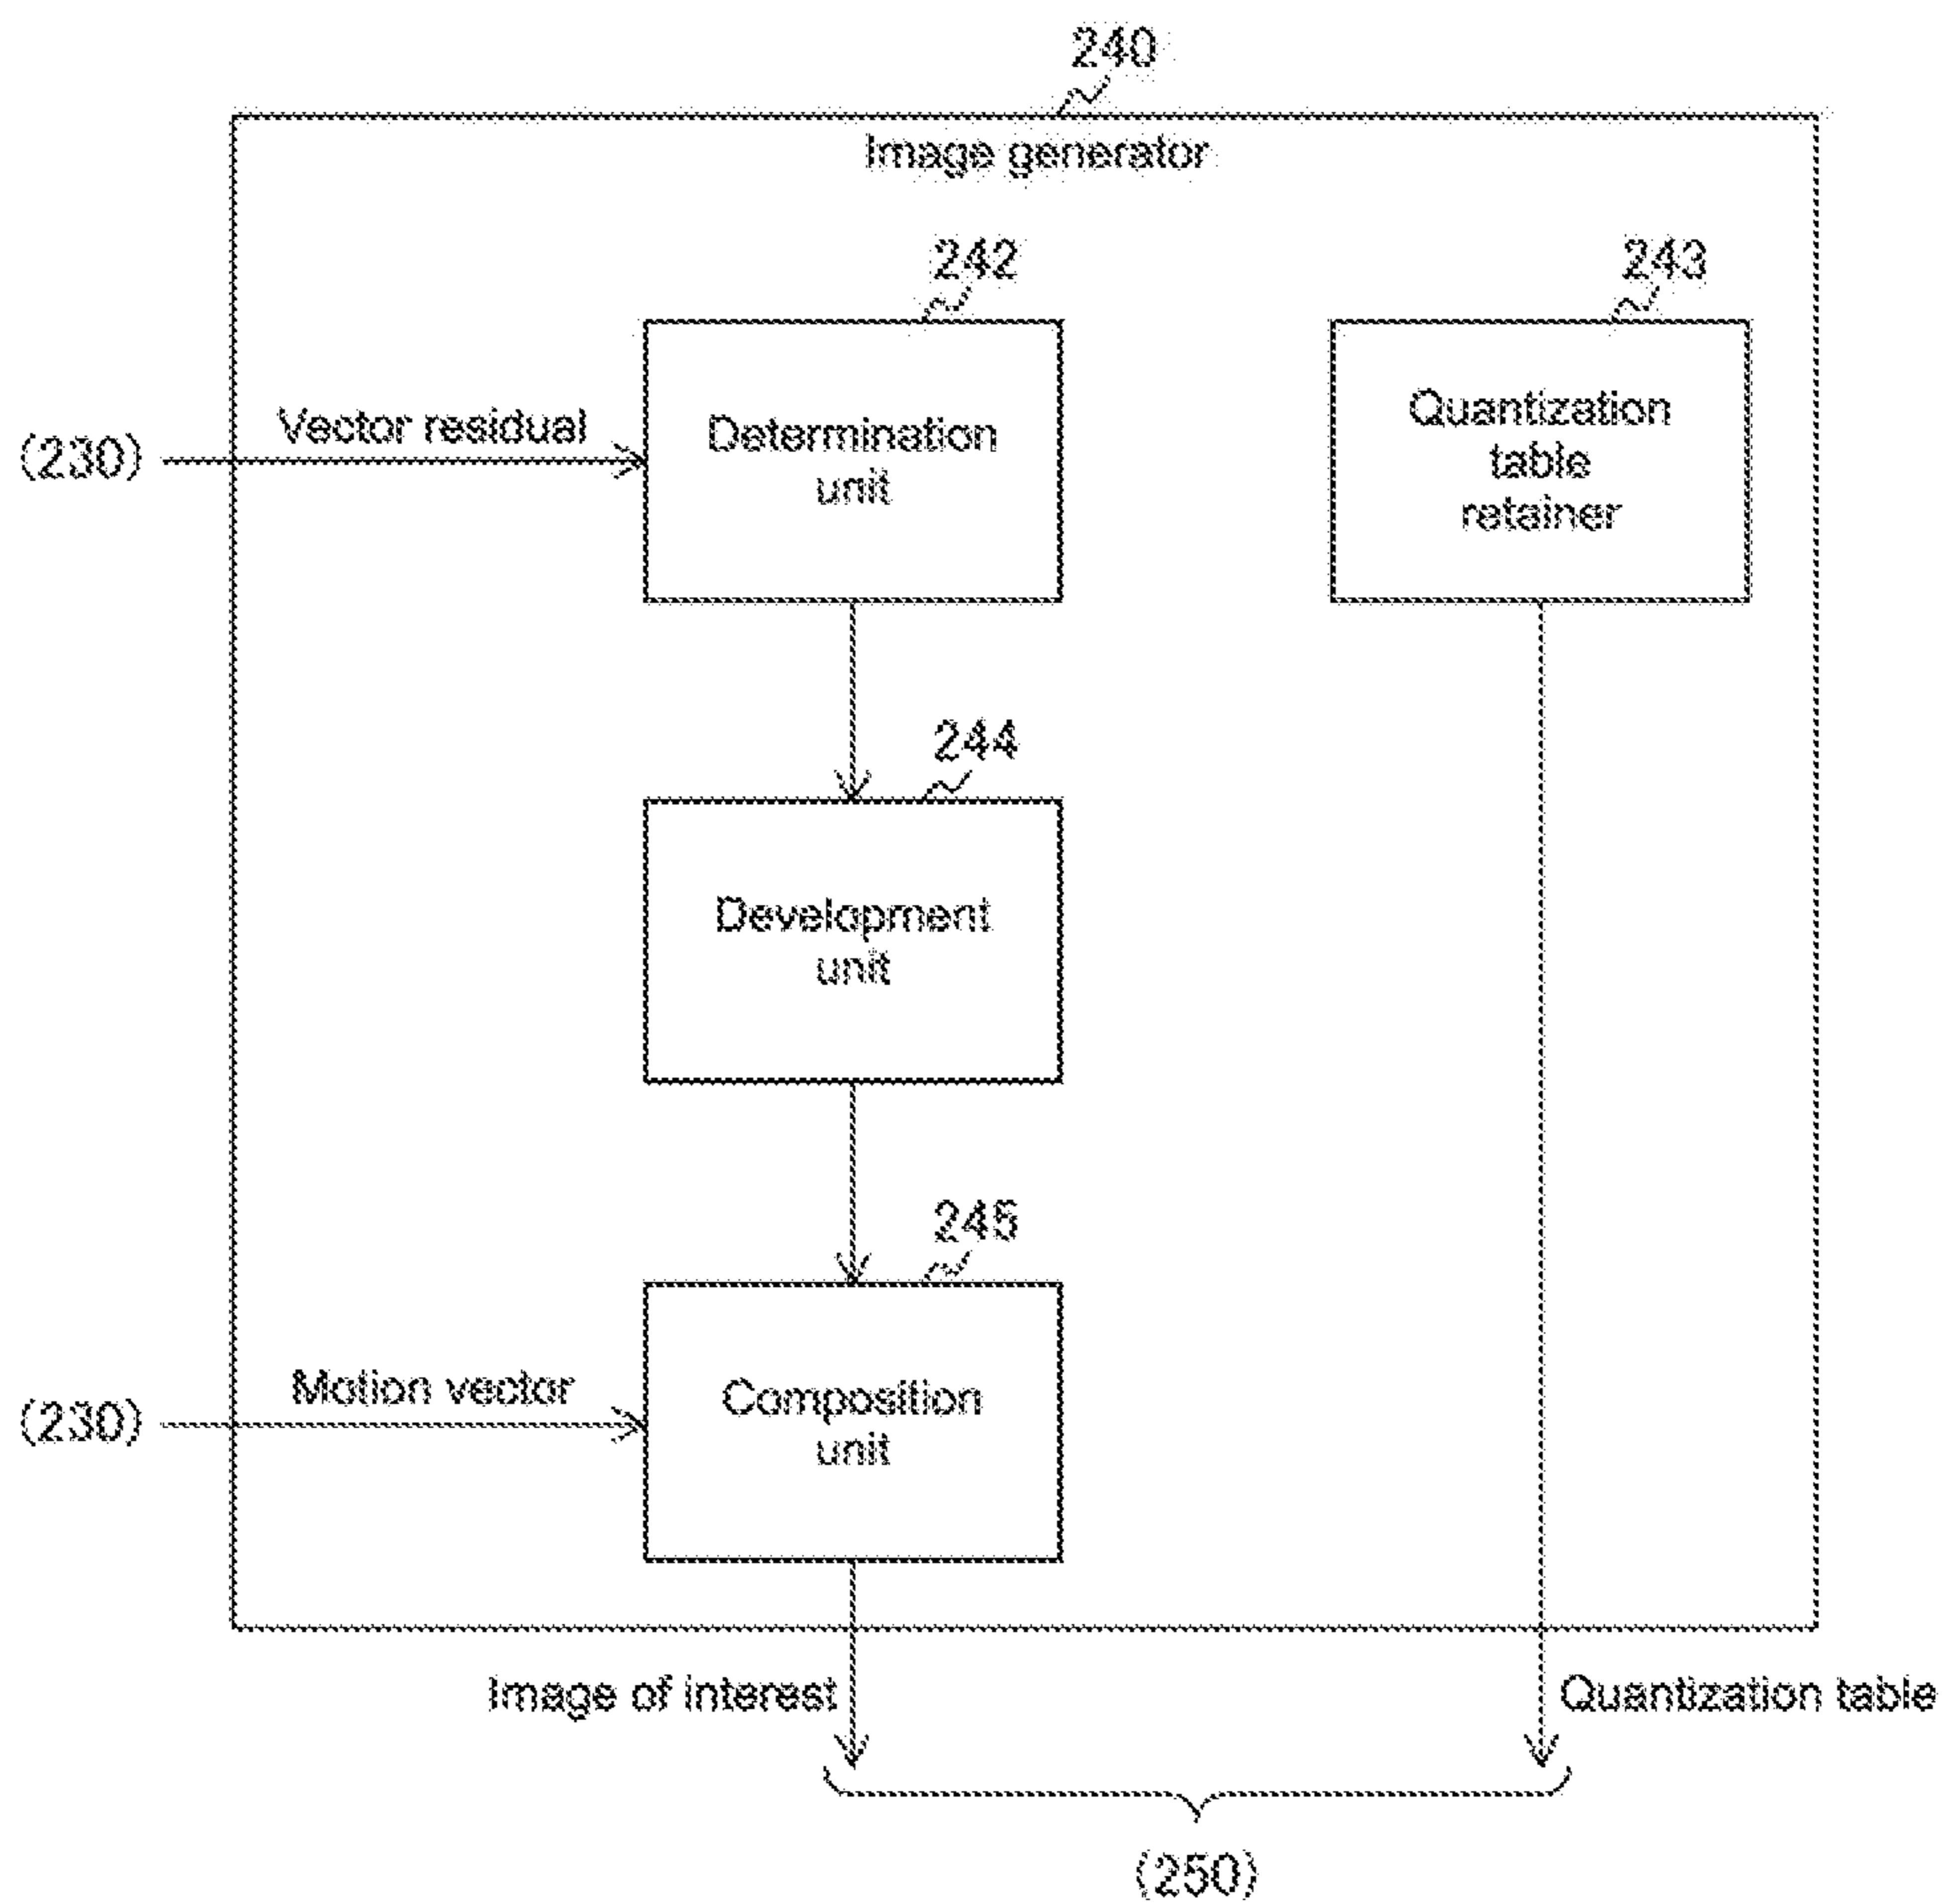 240
Image generator
242
243
Vector residual
(230)
Determination
unit
Quantization
table
retainer
244
Development
unit
245
Motion vector
(230)
Composition
unit
Image of interest
Quantization table
(250)